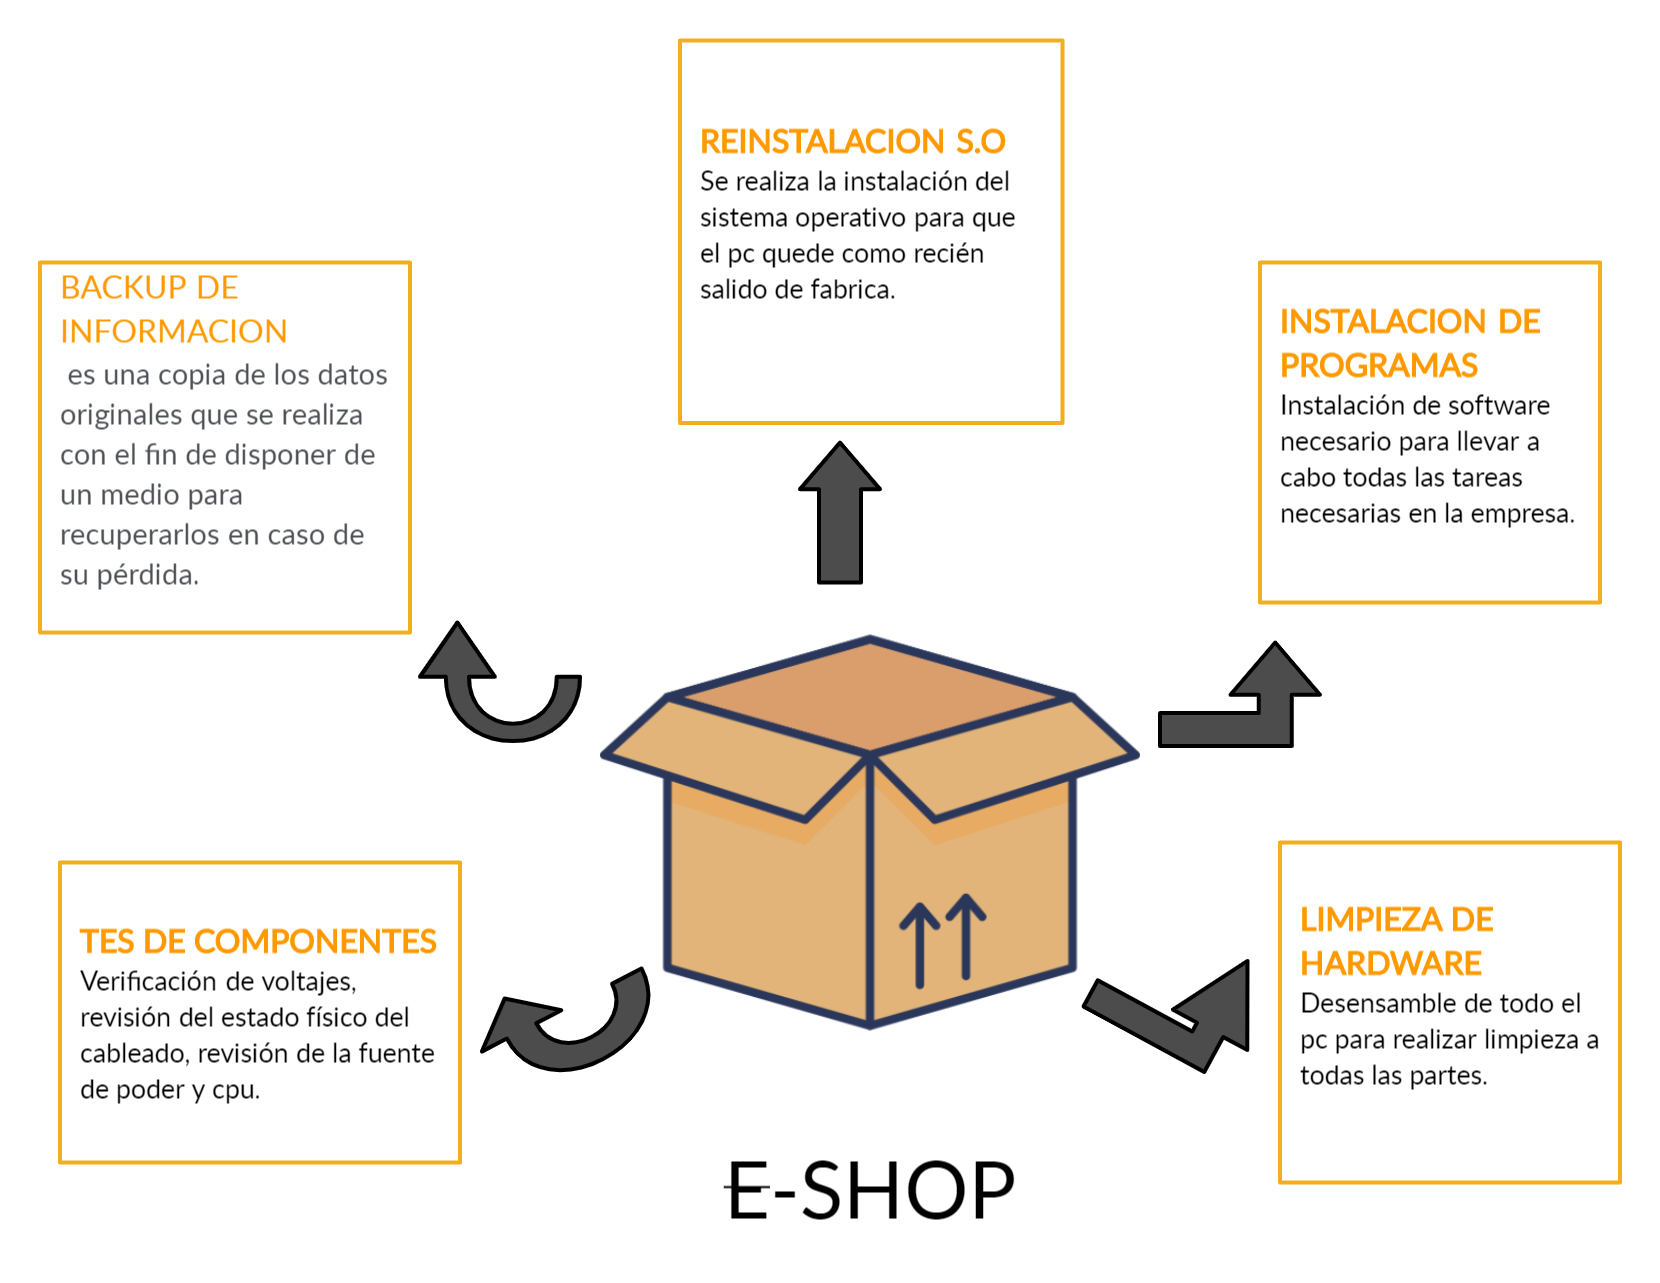 REINSTALACION S.O
Se realiza la instalación del
sistema operativo para que
el pc quede como recién
salido de fabrica.
BACKUP DE
INFORMACION
es una copia de los datos
originales que se realiza
con el fin de disponer de
un medio para
recuperarlos en caso de
su pérdida.
INSTALACION DE
PROGRAMAS
Instalación de software
necesario para llevar a
cabo todas las tareas
necesarias en la empresa.
TES DE COMPONENTES
Verificación de voltajes,
revisión del estado físico del
cableado, revisión de la fuente
de poder y cpu.
LIMPIEZA DE
HARDWARE
Desensamble de todo el
pc para realizar limpieza a
todas las partes.
E-SHOP